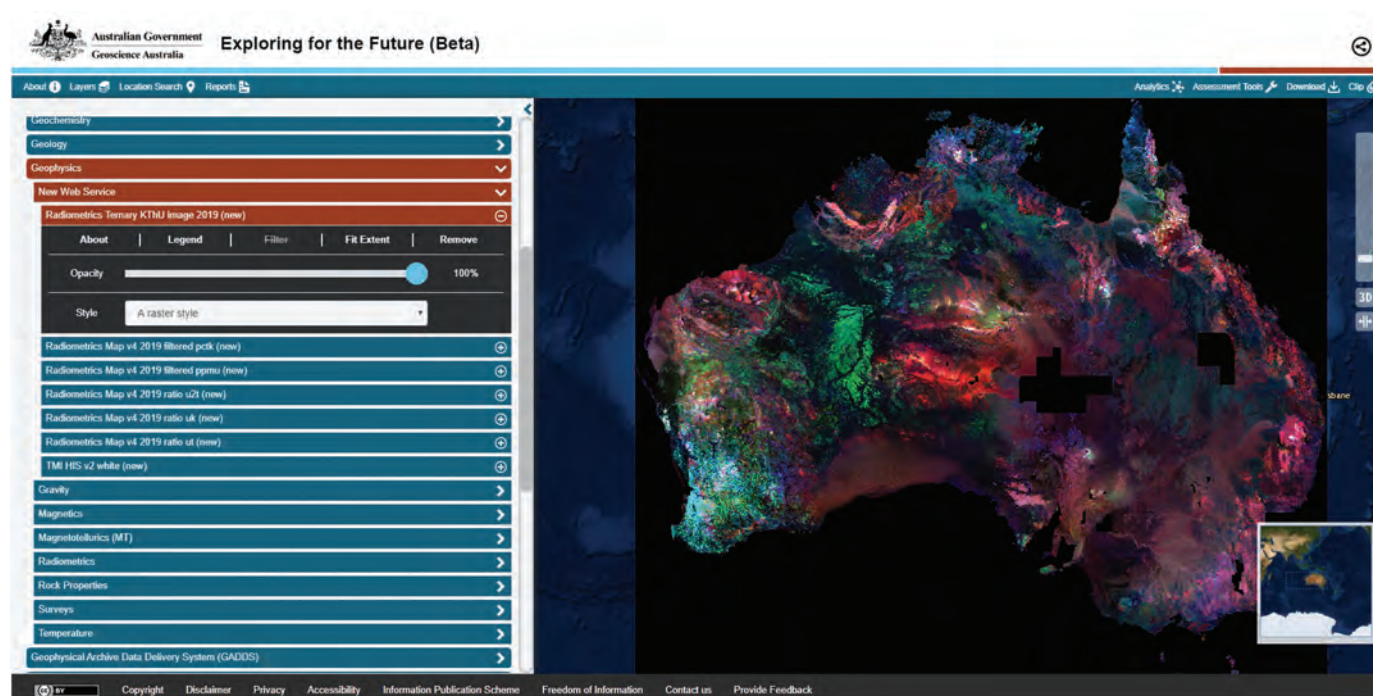 Australian Government
Geoscience Australia
Exploring for the Future (Beta)
About Layers Location Search Reports
Analytics Assessment Tools Download Clip
Geochemistry
Geology
Geophysics
New Web Service
Radiometrics Ternary KThU Image 2019 (new)
About | Legend | Filter | Fit Extent | Remove
Opacity 100%
Style A raster style
Radiometrics Map v4 2019 filtered pctk (new)
Radiometrics Map v4 2019 filtered ppmu (new)
Radiometrics Map v4 2019 ratio u2t (new)
Radiometrics Map v4 2019 ratio uk (new)
Radiometrics Map v4 2019 ratio ut (new)
TMI HIS v2 white (new)
Gravity
Magnetics
Magnetotellurics (MT)
Radiometrics
Rock Properties
Surveys
Temperature
Geophysical Archive Data Delivery System (GADDS)
3D
sbane
cc BY Copyright Disclaimer Privacy Accessibility Information Publication Scheme Freedom of Information Contact us Provide Feedback